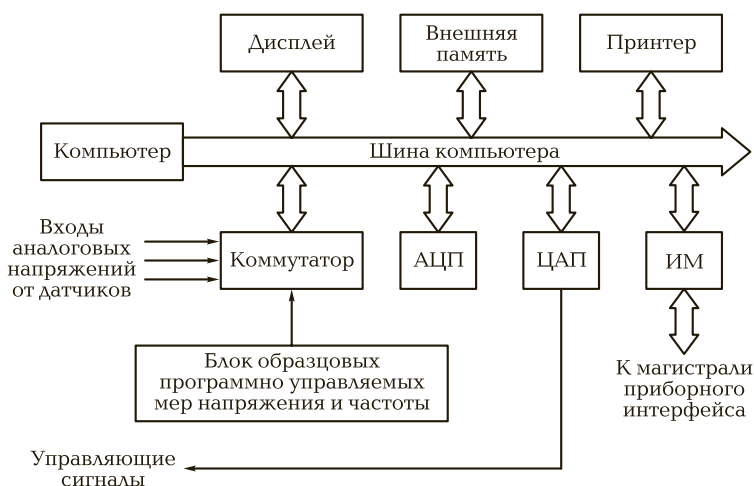 Дисплей
Внешняя
память
Принтер
Компьютер
Шина компьютера
Входы
аналоговых
напряжений
от датчиков
Коммутатор
АЦП
ЦАП
ИМ
Блок образцовых
программно управляемых
мер напряжения и частоты
К магистрали
приборного
интерфейса
Управляющие
сигналы